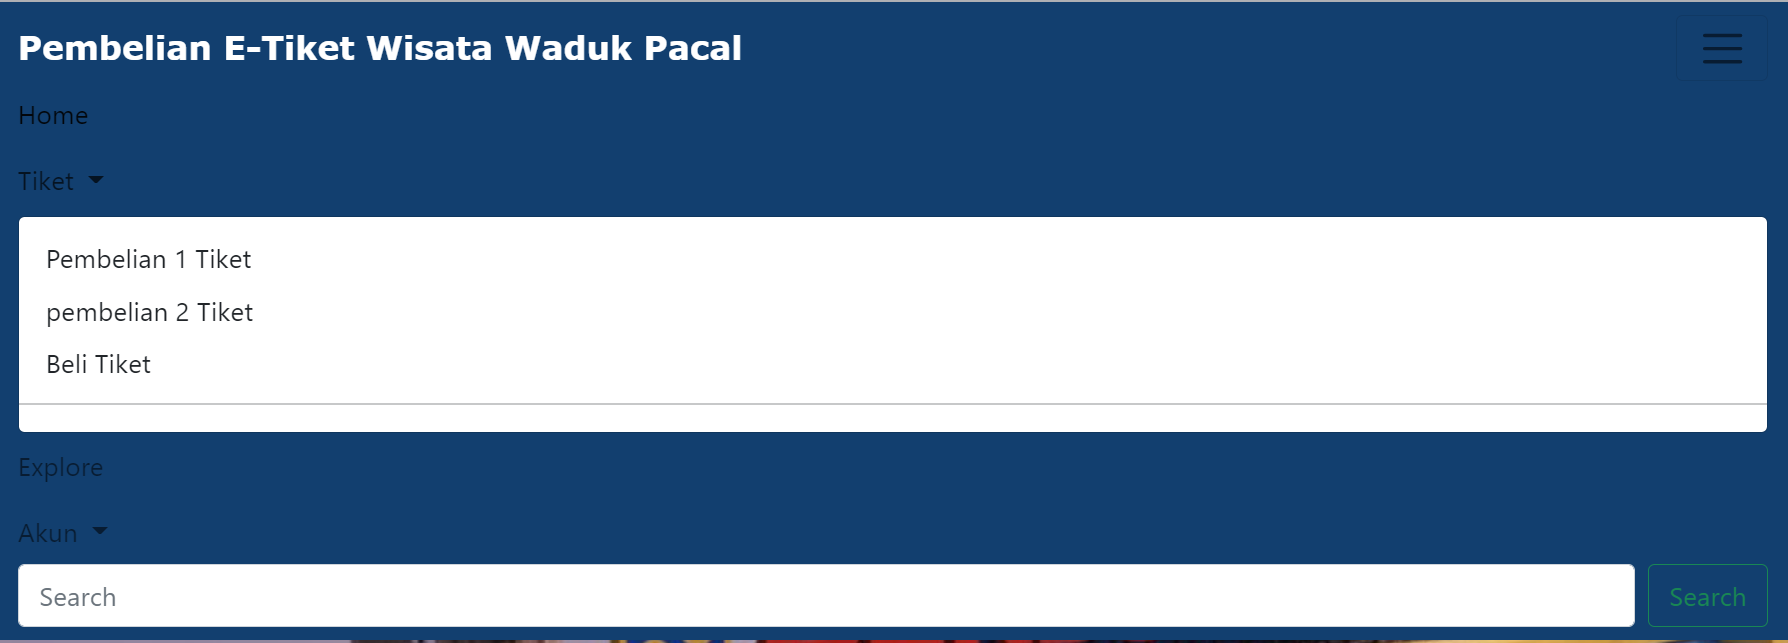 Pembelian E-Tiket Wisata Waduk Pacal
Home
Tiket
Pembelian 1 Tiket
pembelian 2 Tiket
Beli Tiket
Explore
Akun
Search Search